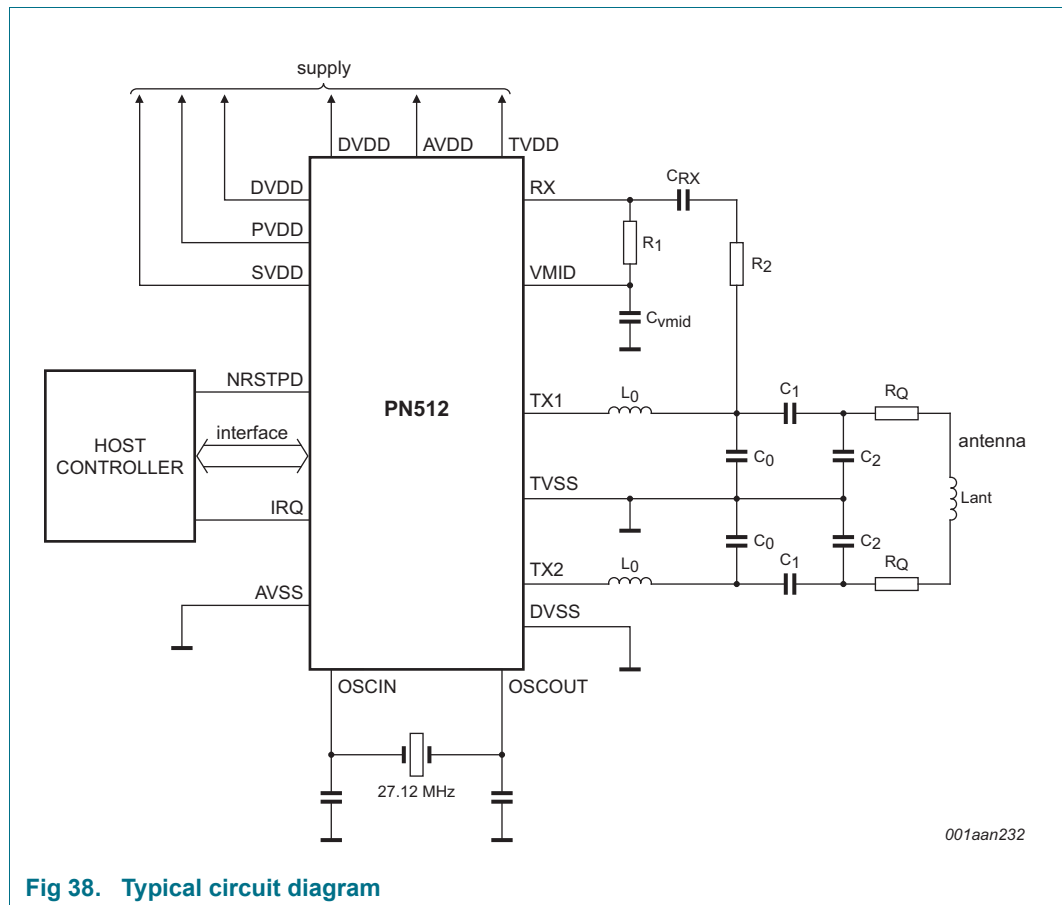 supply
DVDD AVDD TVDD
DVDD
PVDD
SVDD
RX
CRX
R1
R2
VMID
Cvmid
HOST
CONTROLLER
NRSTPD
interface
IRQ
PN512
TX1
L0
C1
RQ
antenna
C0
C2
TVSS
Lant
C0
C2
TX2
L0
C1
RQ
AVSS
DVSS
OSCIN
OSCOUT
27.12 MHz
001aan232
Fig 38. Typical circuit diagram